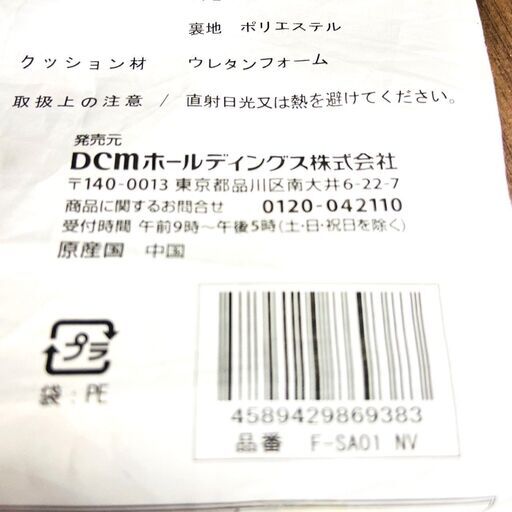 裏地 ポリエステル
クッション材 ウレタンフォーム
取扱上の注意 / 直射日光又は熱を避けてください。
発売元
DCMホールディングス株式会社
〒140-0013 東京都品川区南大井6-22-7
商品に関するお問合せ 0120-042110
受付時間 午前9時～午後5時(土・日・祝日を除く)
原産国 中国
プラ
袋:PE
4589429869383
品番 F-SA01 NV